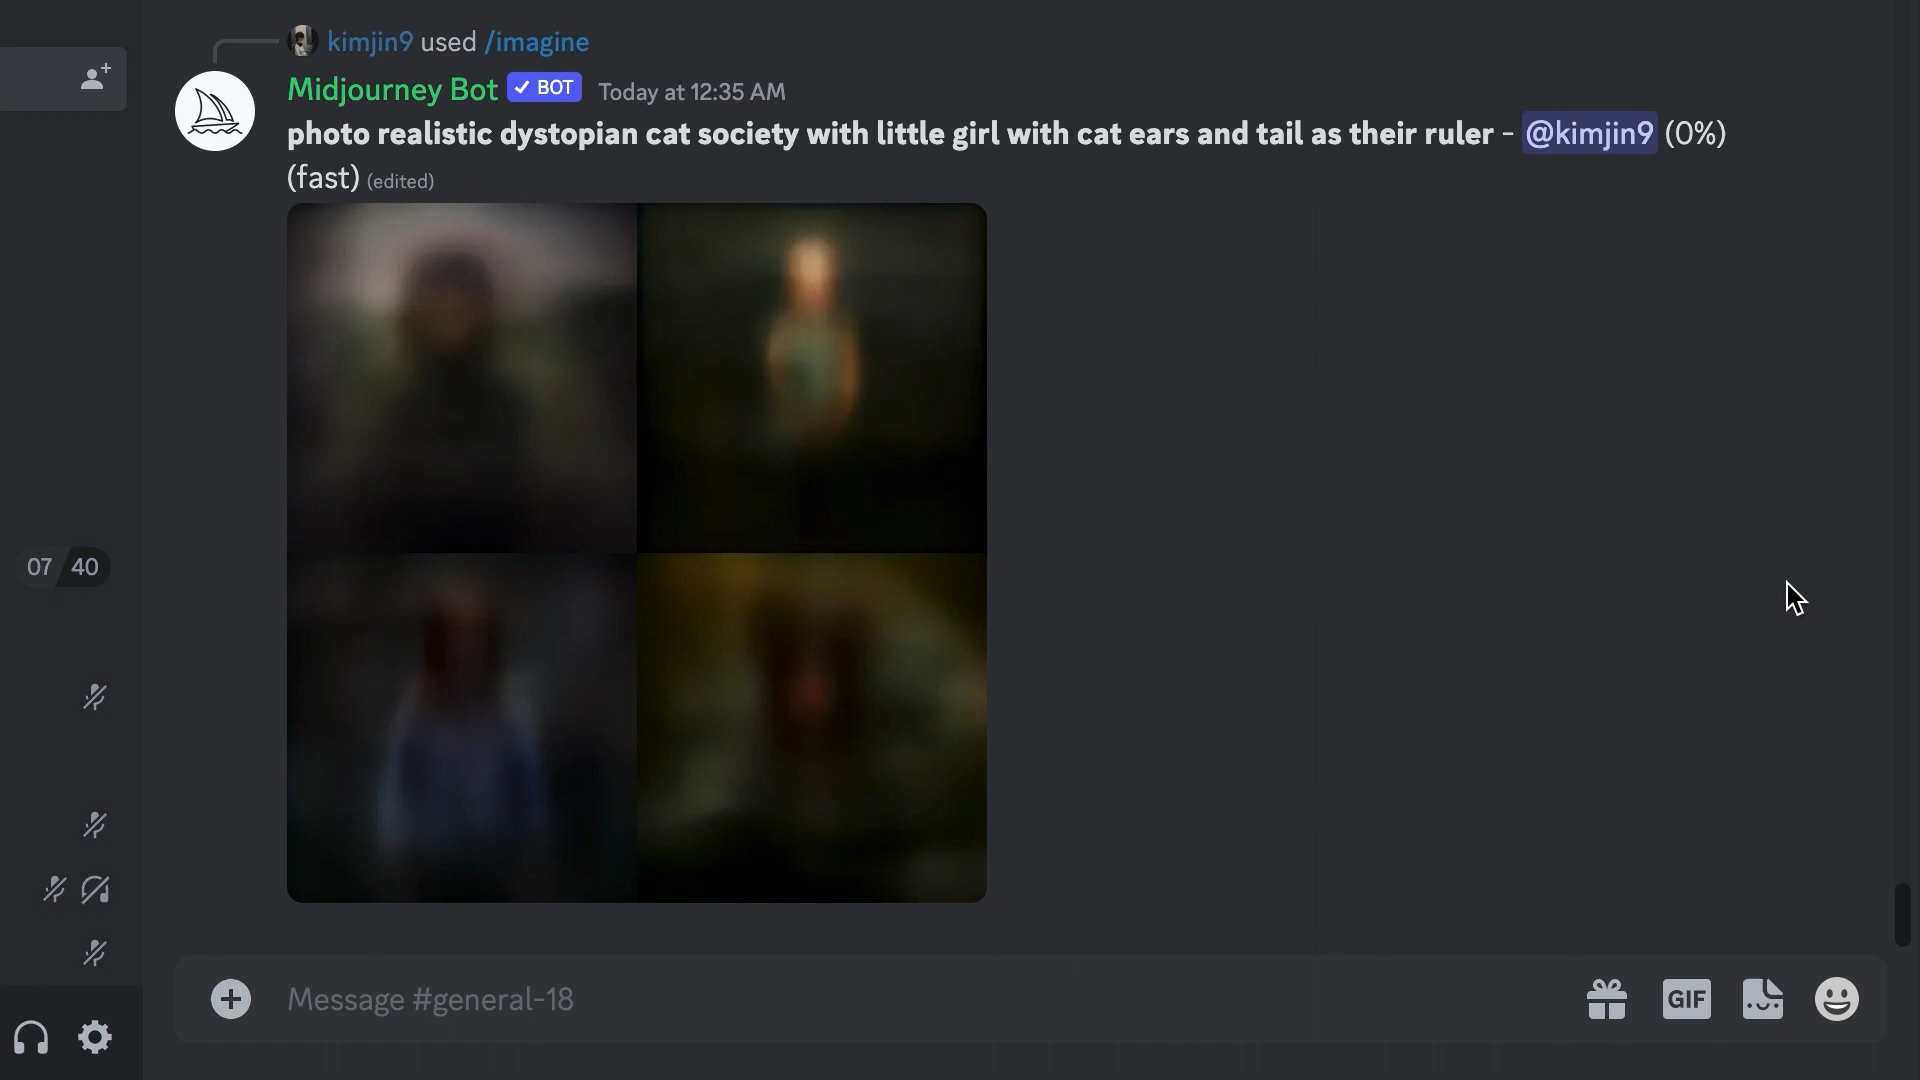 kimjin9 used /imagine
Midjourney Bot BOT Today at 12:35 AM
photo realistic dystopian cat society with little girl with cat ears and tail as their ruler - @kimjin9 (0%)
(fast) (edited)
07 40
Message #general-18
GIF